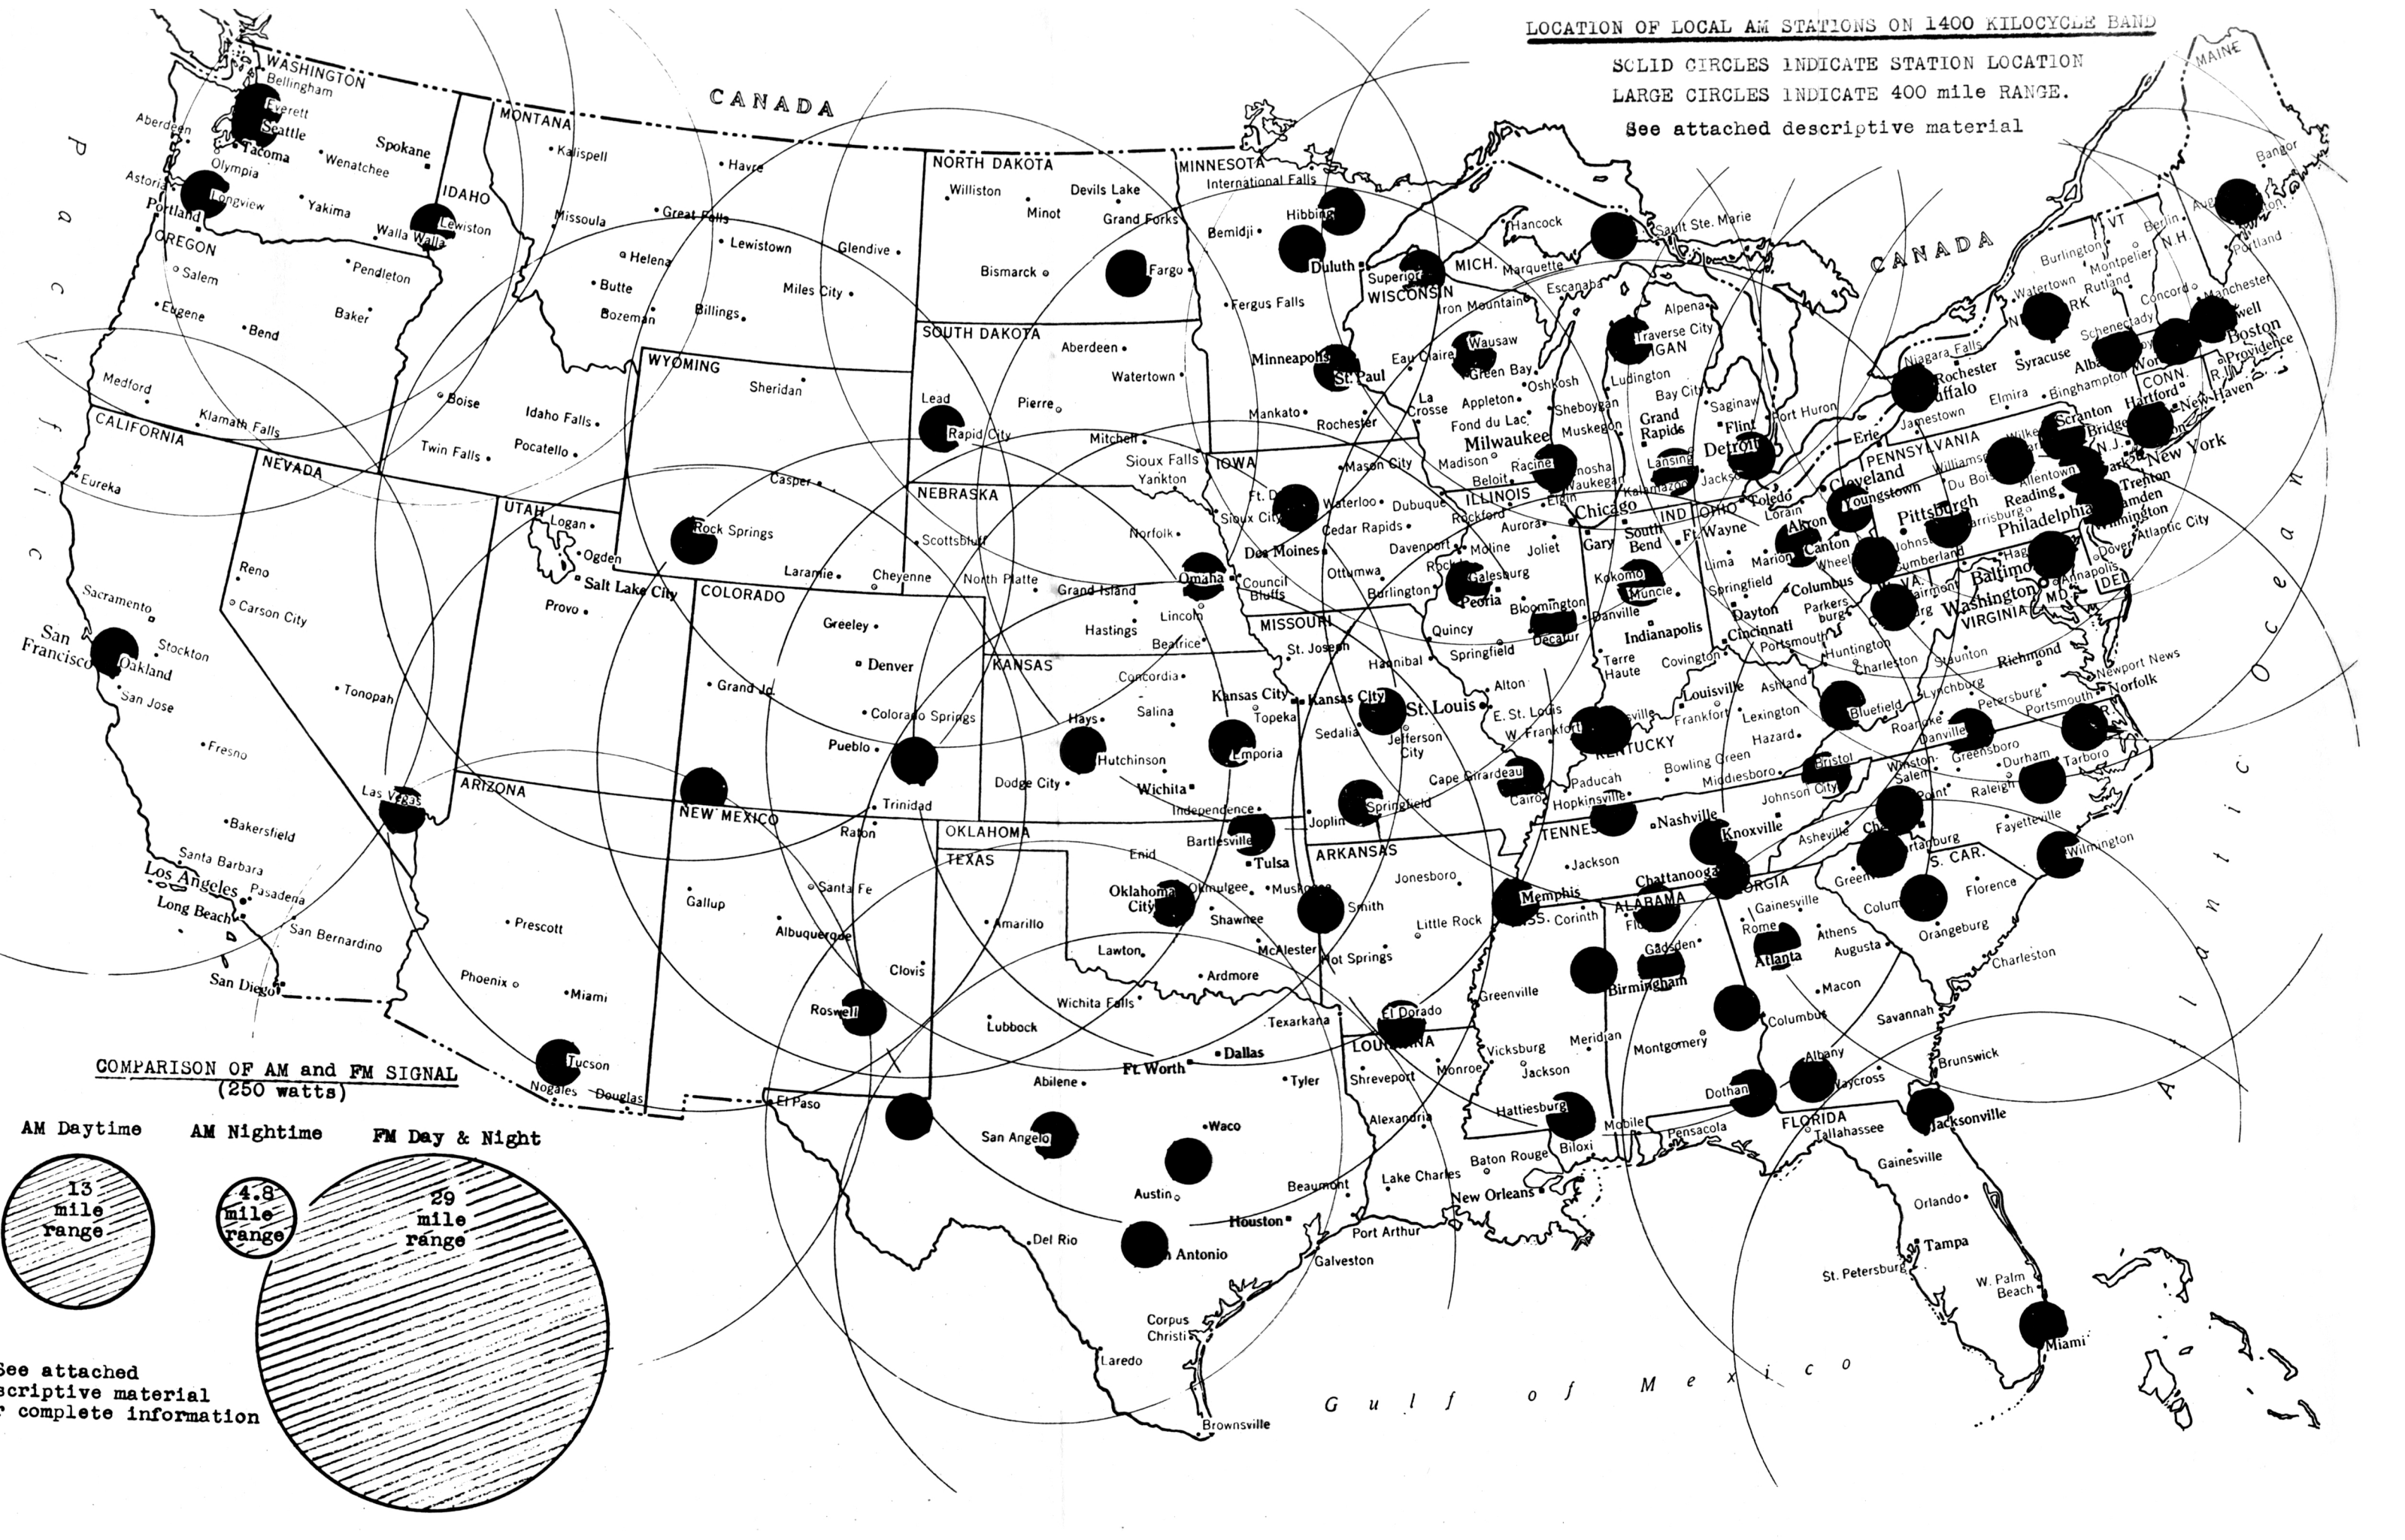 LOCATION OF LOCAL AM STATIONS ON 1400 KILOCYCLE BAND
SOLID CIRCLES INDICATE STATION LOCATION
LARGE CIRCLES INDICATE 400 mile RANGE.
See attached descriptive material
CANADA
CANADA
Pacific
Atlantic Ocean
Gulf of Mexico
WASHINGTON
Bellingham
Everett
Seattle
Aberdeen
Tacoma
Olympia
Wenatchee
Spokane
Astoria
Longview
Yakima
Portland
Walla Walla
OREGON
Salem
Pendleton
Eugene
Bend
Baker
Medford
Klamath Falls
IDAHO
Lewiston
Boise
Idaho Falls
Twin Falls
Pocatello
MONTANA
Kalispell
Havre
Missoula
Great Falls
Helena
Lewistown
Glendive
Butte
Miles City
Bozeman
Billings
NORTH DAKOTA
Williston
Devils Lake
Minot
Grand Forks
Bismarck
Fargo
SOUTH DAKOTA
Aberdeen
Watertown
Lead
Pierre
Rapid City
Mitchell
Sioux Falls
Yankton
WYOMING
Sheridan
Casper
Rock Springs
Laramie
Cheyenne
NEBRASKA
Scottsbluff
Norfolk
North Platte
Grand Island
Omaha
Lincoln
Hastings
Beatrice
CALIFORNIA
Eureka
Sacramento
San Francisco
Stockton
Oakland
San Jose
Fresno
Bakersfield
Santa Barbara
Los Angeles
Pasadena
Long Beach
San Bernardino
San Diego
NEVADA
Reno
Carson City
Tonopah
Las Vegas
UTAH
Logan
Ogden
Salt Lake City
Provo
COLORADO
Greeley
Denver
Grand Jc.
Colorado Springs
Pueblo
Trinidad
KANSAS
Concordia
Kansas City
Hays
Salina
Topeka
Emporia
Hutchinson
Dodge City
Wichita
Independence
ARIZONA
Prescott
Phoenix
Miami
Tucson
Nogales
Douglas
NEW MEXICO
Raton
Santa Fe
Gallup
Albuquerque
Clovis
Roswell
OKLAHOMA
Bartlesville
Enid
Tulsa
Oklahoma City
Okmulgee
Shawnee
McAlester
Lawton
Ardmore
TEXAS
Amarillo
Wichita Falls
Lubbock
Texarkana
Dallas
Ft. Worth
Abilene
Tyler
El Paso
San Angelo
Waco
Austin
Beaumont
Houston
Port Arthur
Del Rio
Antonio
Galveston
Corpus Christi
Laredo
Brownsville
MINNESOTA
International Falls
Hibbing
Bemidji
Duluth
Fergus Falls
Minneapolis
St. Paul
Mankato
Rochester
IOWA
Mason City
Waterloo
Dubuque
Sioux City
Cedar Rapids
Des Moines
Davenport
Council Bluffs
Ottumwa
Burlington
MISSOURI
St. Joseph
Hannibal
Kansas City
St. Louis
Sedalia
Jefferson City
Cape Girardeau
Springfield
Joplin
ARKANSAS
Jonesboro
Smith
Little Rock
Hot Springs
El Dorado
LOUISIANA
Shreveport
Monroe
Alexandria
Lake Charles
Baton Rouge
New Orleans
WISCONSIN
Superior
Wausaw
Eau Claire
Green Bay
La Crosse
Appleton
Oshkosh
Fond du Lac
Sheboygan
Milwaukee
Madison
Racine
Beloit
MICH.
Hancock
Sault Ste. Marie
Marquette
Escanaba
Iron Mountain
Alpena
Traverse City
IGAN
Ludington
Bay City
Saginaw
Muskegon
Grand Rapids
Flint
Port Huron
Lansing
Detroit
Kalamazoo
ILLINOIS
Waukegan
Elgin
Rockford
Chicago
Aurora
Moline
Joliet
Galesburg
Peoria
Bloomington
Danville
Decatur
Quincy
Springfield
Alton
E. St. Louis
W. Frankfort
Cairo
IND
South Bend
Gary
Ft. Wayne
Kokomo
Muncie
Indianapolis
Terre Haute
OHIO
Toledo
Cleveland
Lorain
Youngstown
Akron
Canton
Marion
Lima
Springfield
Columbus
Dayton
Cincinnati
Portsmouth
KENTUCKY
Covington
Louisville
Ashland
Frankfort
Lexington
Hazard
Paducah
Bowling Green
Middlesboro
Hopkinsville
TENNES
Nashville
Knoxville
Bristol
Johnson City
Jackson
Memphis
Chattanooga
Corinth
Greenville
Meridian
Vicksburg
Jackson
Hattiesburg
Biloxi
ALABAMA
Gadsden
Birmingham
Montgomery
Mobile
Dothan
Gainesville
Rome
Athens
Atlanta
Augusta
Macon
Columbus
Savannah
Albany
Waycross
Brunswick
FLORIDA
Pensacola
Tallahassee
Jacksonville
Gainesville
Orlando
Tampa
St. Petersburg
W. Palm Beach
Miami
S. CAR.
Florence
Orangeburg
Charleston
Asheville
Greensboro
Durham
Winston-Salem
Raleigh
Tarboro
Fayetteville
Wilmington
VIRGINIA
Staunton
Richmond
Newport News
Norfolk
Lynchburg
Petersburg
Portsmouth
Roanoke
Danville
Huntington
Charleston
Bluefield
Parkersburg
Washington
MD.
Cumberland
Annapolis
DEL.
Dover
PENNSYLVANIA
Erie
Pittsburgh
Reading
Allentown
Scranton
Philadelphia
N.J.
Trenton
Atlantic City
Wilmington
New York
Watertown
Niagara Falls
Rochester
Syracuse
Schenectady
Jamestown
Elmira
Binghampton
MAINE
Bangor
Portland
VT
N.H.
Berlin
Burlington
Montpelier
Rutland
Concord
Manchester
Boston
Providence
R.I.
CONN.
Hartford
New Haven
COMPARISON OF AM and FM SIGNAL
(250 watts)
AM Daytime
AM Nightime
FM Day & Night
13 mile range
4.8 mile range
29 mile range
See attached
scriptive material
complete information